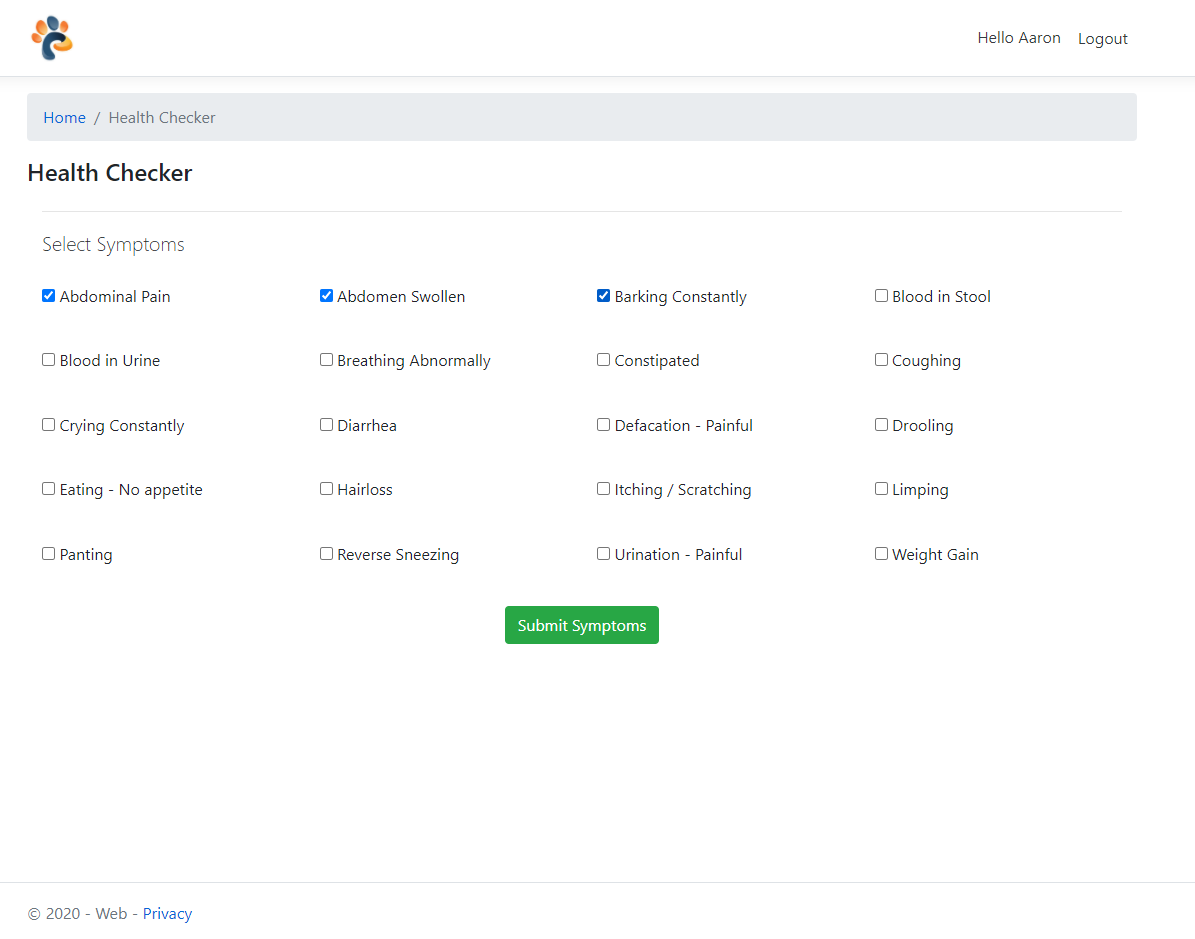 Hello Aaron Logout
Home / Health Checker
Health Checker
Select Symptoms
Abdominal Pain Abdomen Swollen Barking Constantly Blood in Stool
Blood in Urine Breathing Abnormally Constipated Coughing
Crying Constantly Diarrhea Defacation - Painful Drooling
Eating - No appetite Hairloss Itching / Scratching Limping
Panting Reverse Sneezing Urination - Painful Weight Gain
Submit Symptoms
© 2020 - Web - Privacy